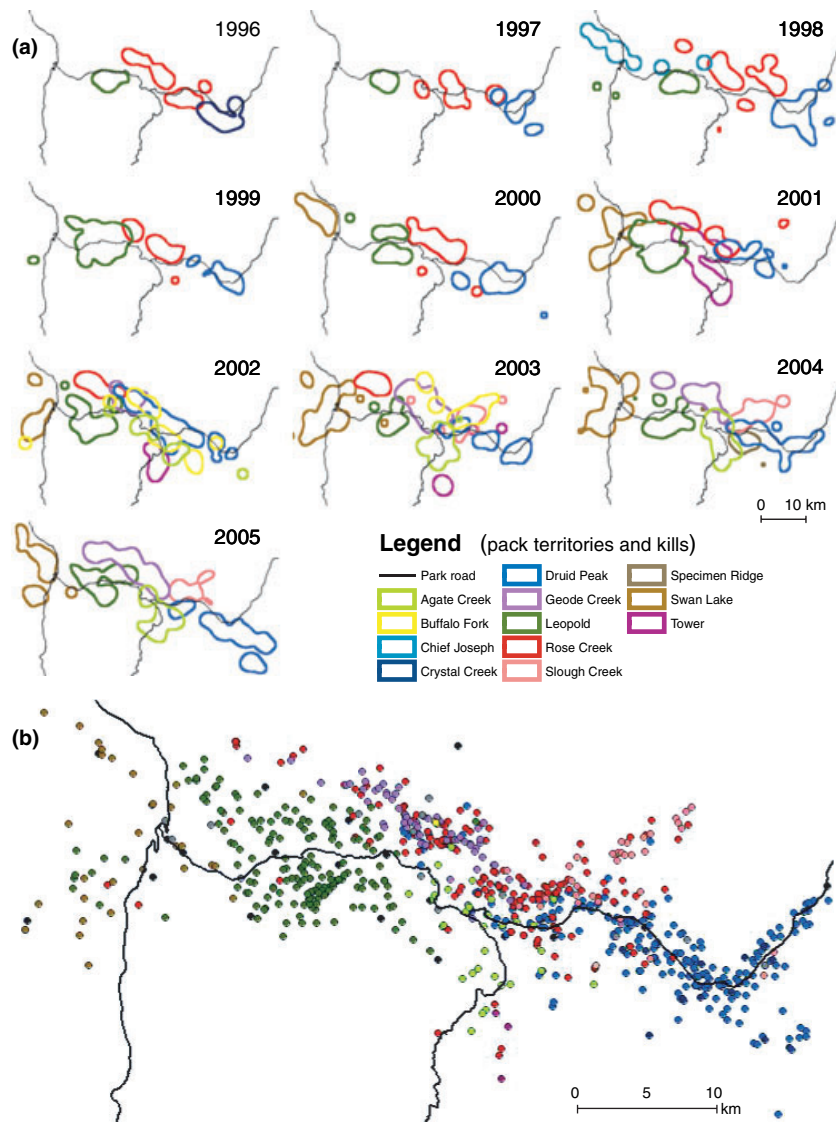 (a)
1996
1997
1998
1999
2000
2001
2002
2003
2004
0 10 km
2005
Legend (pack territories and kills)
Park road
Druid Peak
Specimen Ridge
Agate Creek
Geode Creek
Swan Lake
Buffalo Fork
Leopold
Tower
Chief Joseph
Rose Creek
Crystal Creek
Slough Creek
(b)
0 5 10
km